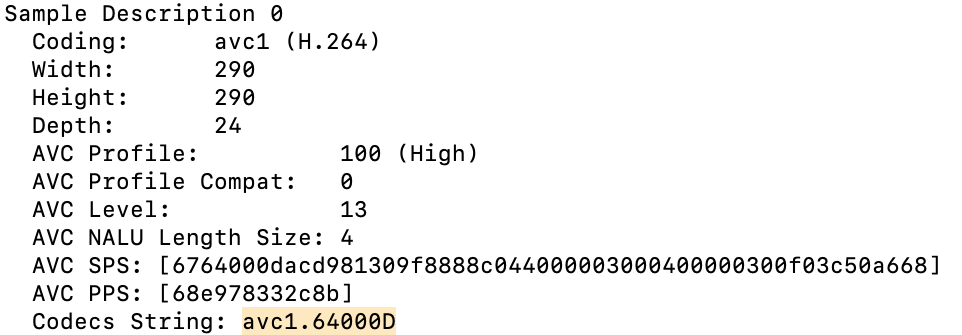 Sample Description 0
Coding: avc1 (H.264)
Width: 290
Height: 290
Depth: 24
AVC Profile: 100 (High)
AVC Profile Compat: 0
AVC Level: 13
AVC NALU Length Size: 4
AVC SPS: [6764000dacd981309f8888c044000003000400000300f03c50a668]
AVC PPS: [68e978332c8b]
Codecs String: avc1.64000D